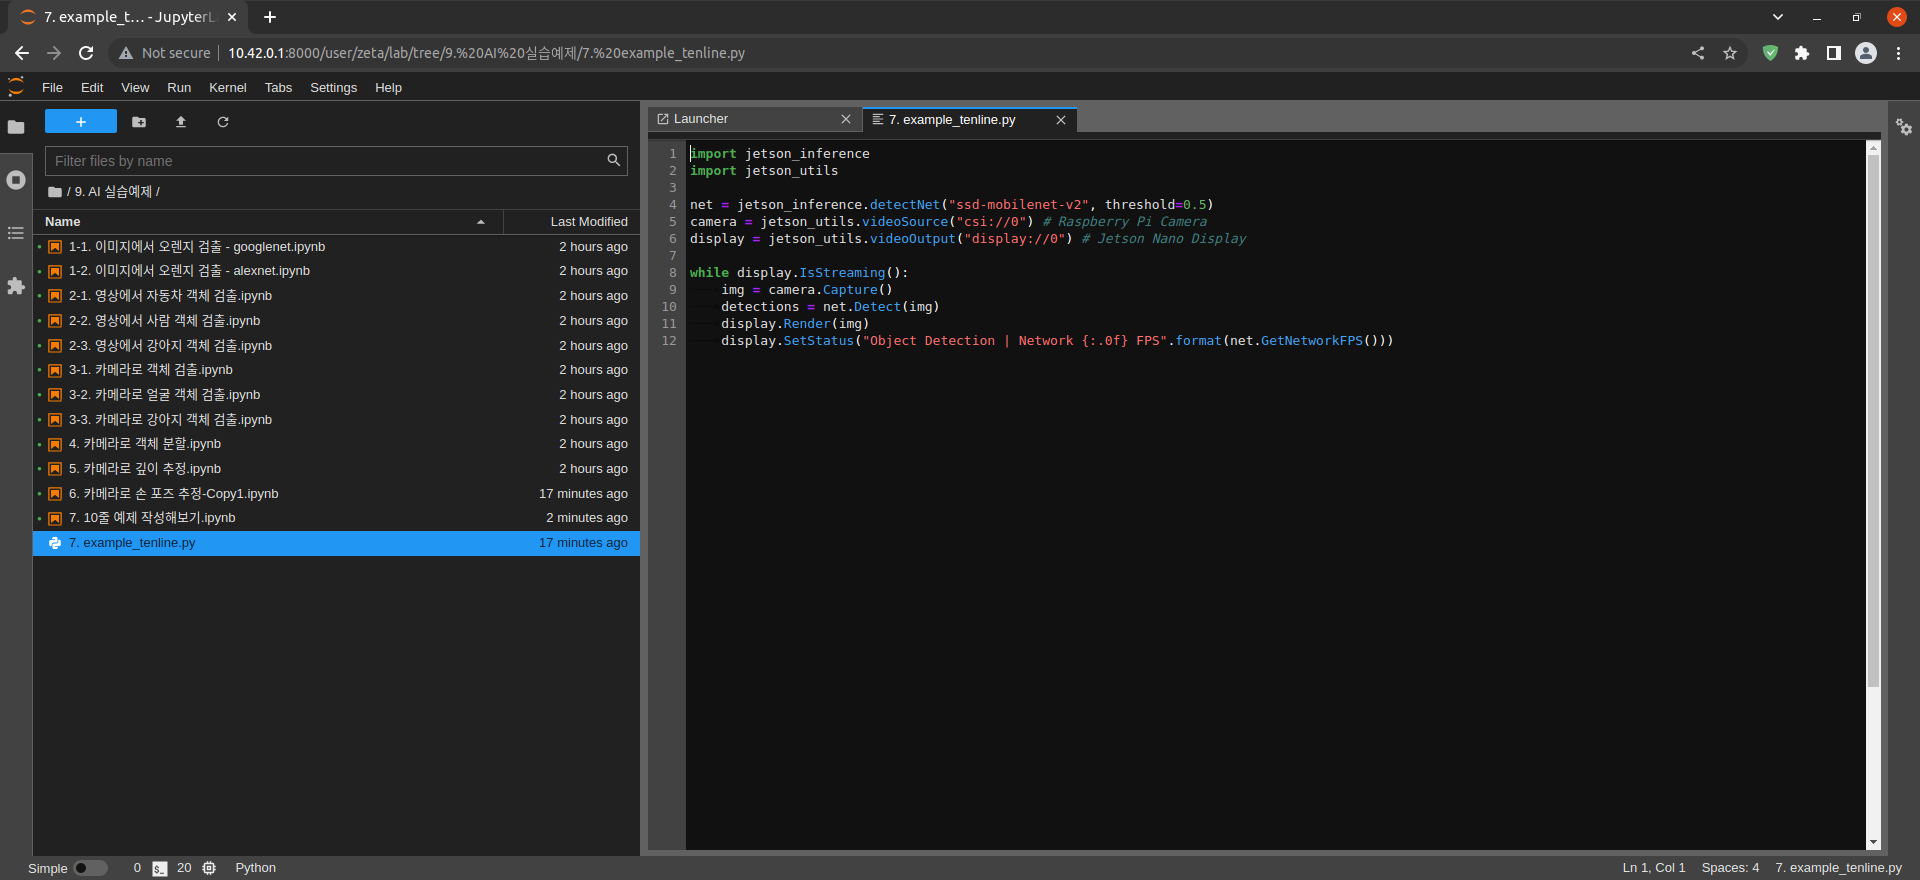 7. example_t... - JupyterL
Not secure 10.42.0.1:8000/user/zeta/lab/tree/9.%20AI%20실습예제/7.%20example_tenline.py
File Edit View Run Kernel Tabs Settings Help
+
Filter files by name
/ 9. AI 실습예제 /
Name Last Modified
1-1. 이미지에서 오렌지 검출 - googlenet.ipynb 2 hours ago
1-2. 이미지에서 오렌지 검출 - alexnet.ipynb 2 hours ago
2-1. 영상에서 자동차 객체 검출.ipynb 2 hours ago
2-2. 영상에서 사람 객체 검출.ipynb 2 hours ago
2-3. 영상에서 강아지 객체 검출.ipynb 2 hours ago
3-1. 카메라로 객체 검출.ipynb 2 hours ago
3-2. 카메라로 얼굴 객체 검출.ipynb 2 hours ago
3-3. 카메라로 강아지 객체 검출.ipynb 2 hours ago
4. 카메라로 객체 분할.ipynb 2 hours ago
5. 카메라로 깊이 추정.ipynb 2 hours ago
6. 카메라로 손 포즈 추정-Copy1.ipynb 17 minutes ago
7. 10줄 예제 작성해보기.ipynb 2 minutes ago
7. example_tenline.py 17 minutes ago
Launcher 7. example_tenline.py
1 import jetson_inference
2 import jetson_utils
3
4 net = jetson_inference.detectNet("ssd-mobilenet-v2", threshold=0.5)
5 camera = jetson_utils.videoSource("csi://0") # Raspberry Pi Camera
6 display = jetson_utils.videoOutput("display://0") # Jetson Nano Display
7
8 while display.IsStreaming():
9 img = camera.Capture()
10 detections = net.Detect(img)
11 display.Render(img)
12 display.SetStatus("Object Detection | Network {:.0f} FPS".format(net.GetNetworkFPS()))
Simple 0 $_ 20 Python Ln 1, Col 1 Spaces: 4 7. example_tenline.py